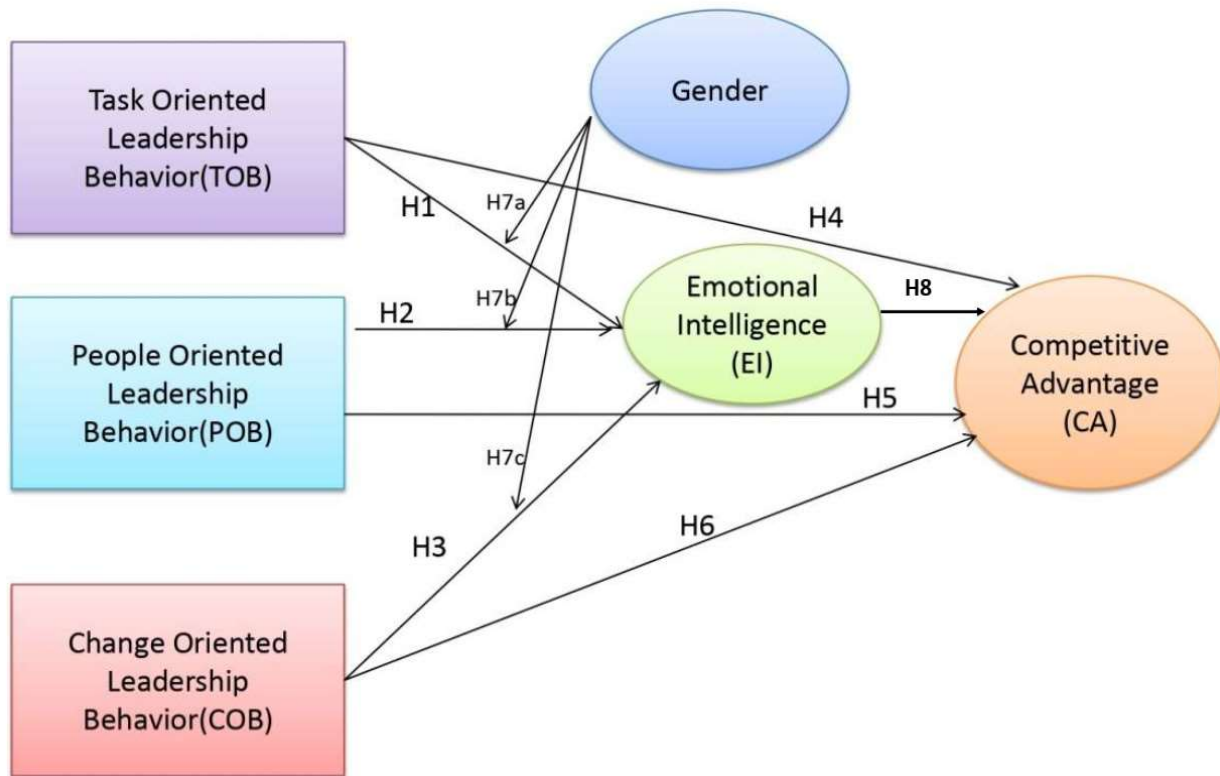 Task Oriented
Leadership
Behavior(TOB)
Gender
H7a
H1
H4
People Oriented
Leadership
Behavior(POB)
H2
H7b
Emotional
Intelligence
(EI)
H8
Competitive
Advantage
(CA)
H5
H7c
H3
H6
Change Oriented
Leadership
Behavior(COB)